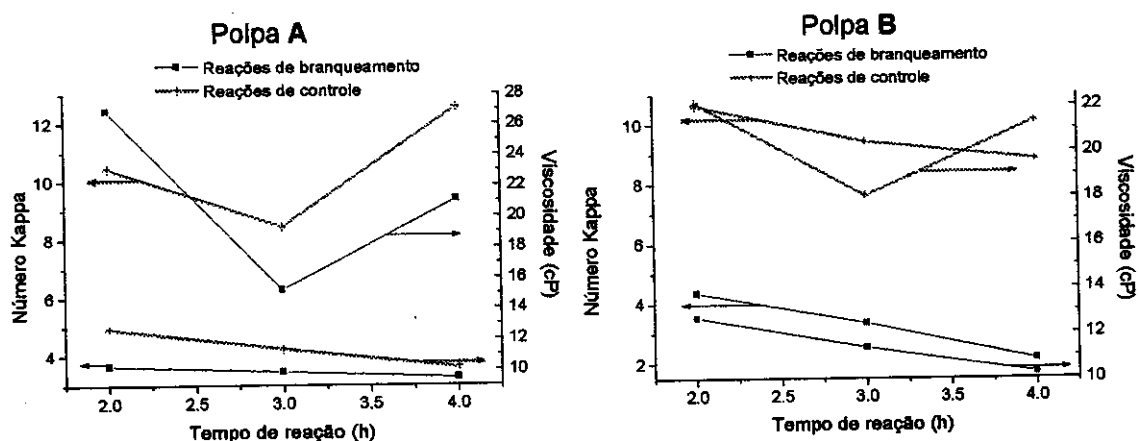 Polpa A
Reações de branqueamento
Reações de controle
12
10
8
6
4
Número Kappa
28
26
24
22
20
18
16
14
12
10
Viscosidade (cP)
2.0 2.5 3.0 3.5 4.0
Tempo de reação (h)
Polpa B
Reações de branqueamento
Reações de controle
10
8
6
4
2
Número Kappa
22
20
18
16
14
12
10
Viscosidade (cP)
2.0 2.5 3.0 3.5 4.0
Tempo de reação (h)